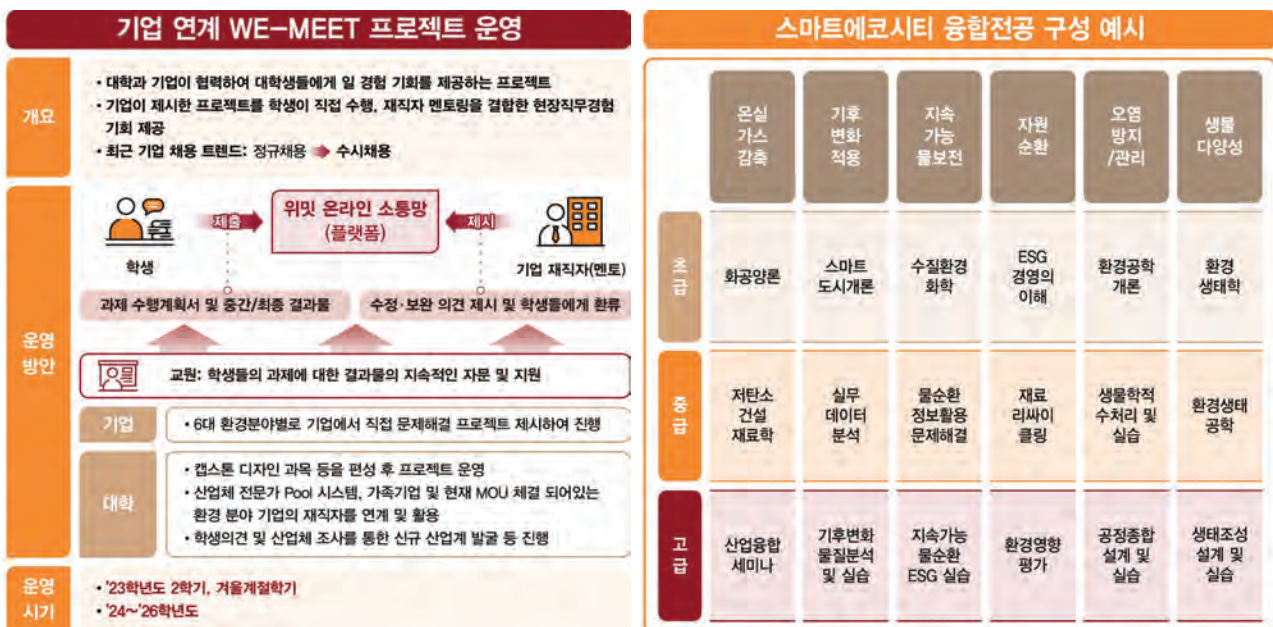 기업 연계 WE-MEET 프로젝트 운영
개요
• 대학과 기업이 협력하여 대학생들에게 일 경험 기회를 제공하는 프로젝트
• 기업이 제시한 프로젝트를 학생이 직접 수행, 재직자 멘토링을 결합한 현장직무경험
기회 제공
• 최근 기업 채용 트렌드: 정규채용 ➡ 수시채용
운영
방안
제출
위밋 온라인 소통망
(플랫폼)
제시
학생
기업 재직자(멘토)
과제 수행계획서 및 중간/최종 결과물
수정·보완 의견 제시 및 학생들에게 환류
교원: 학생들의 과제에 대한 결과물의 지속적인 자문 및 지원
기업
• 6대 환경분야별로 기업에서 직접 문제해결 프로젝트 제시하여 진행
대학
• 캡스톤 디자인 과목 등을 편성 후 프로젝트 운영
• 산업체 전문가 Pool 시스템, 가족기업 및 현재 MOU 체결 되어있는
환경 분야 기업의 재직자를 연계 및 활용
• 학생의견 및 산업체 조사를 통한 신규 산업계 발굴 등 진행
운영
시기
• '23학년도 2학기, 겨울계절학기
• '24~'26학년도
스마트에코시티 융합전공 구성 예시
온실
가스
감축
기후
변화
적용
지속
가능
물보전
자원
순환
오염
방지
/관리
생물
다양성
초급
화공양론
스마트
도시개론
수질환경
화학
ESG
경영의
이해
환경공학
개론
환경
생태학
중급
저탄소
건설
재료학
실무
데이터
분석
물순환
정보활용
문제해결
재료
리싸이
클링
생물학적
수처리 및
실습
환경생태
공학
고급
산업융합
세미나
기후변화
물질분석
및 실습
지속가능
물순환
ESG 실습
환경영향
평가
공정종합
설계 및
실습
생태조성
설계 및
실습